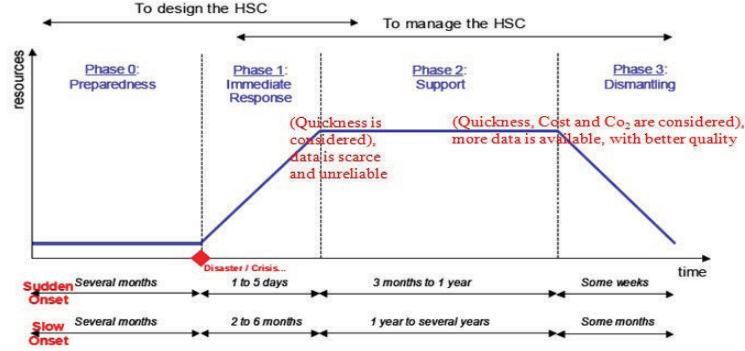 To design the HSC
To manage the HSC
resources
Phase 0:
Preparedness
Phase 1:
Immediate
Response
Phase 2:
Support
Phase 3:
Dismantling
(Quickness is
considered),
data is scarce
and unreliable
(Quickness, Cost and Co₂ are considered),
more data is available, with better quality
Disaster / Crisis...
time
Sudden
Onset
Several months
1 to 5 days
3 months to 1 year
Some weeks
Slow
Onset
Several months
2 to 6 months
1 year to several years
Some months